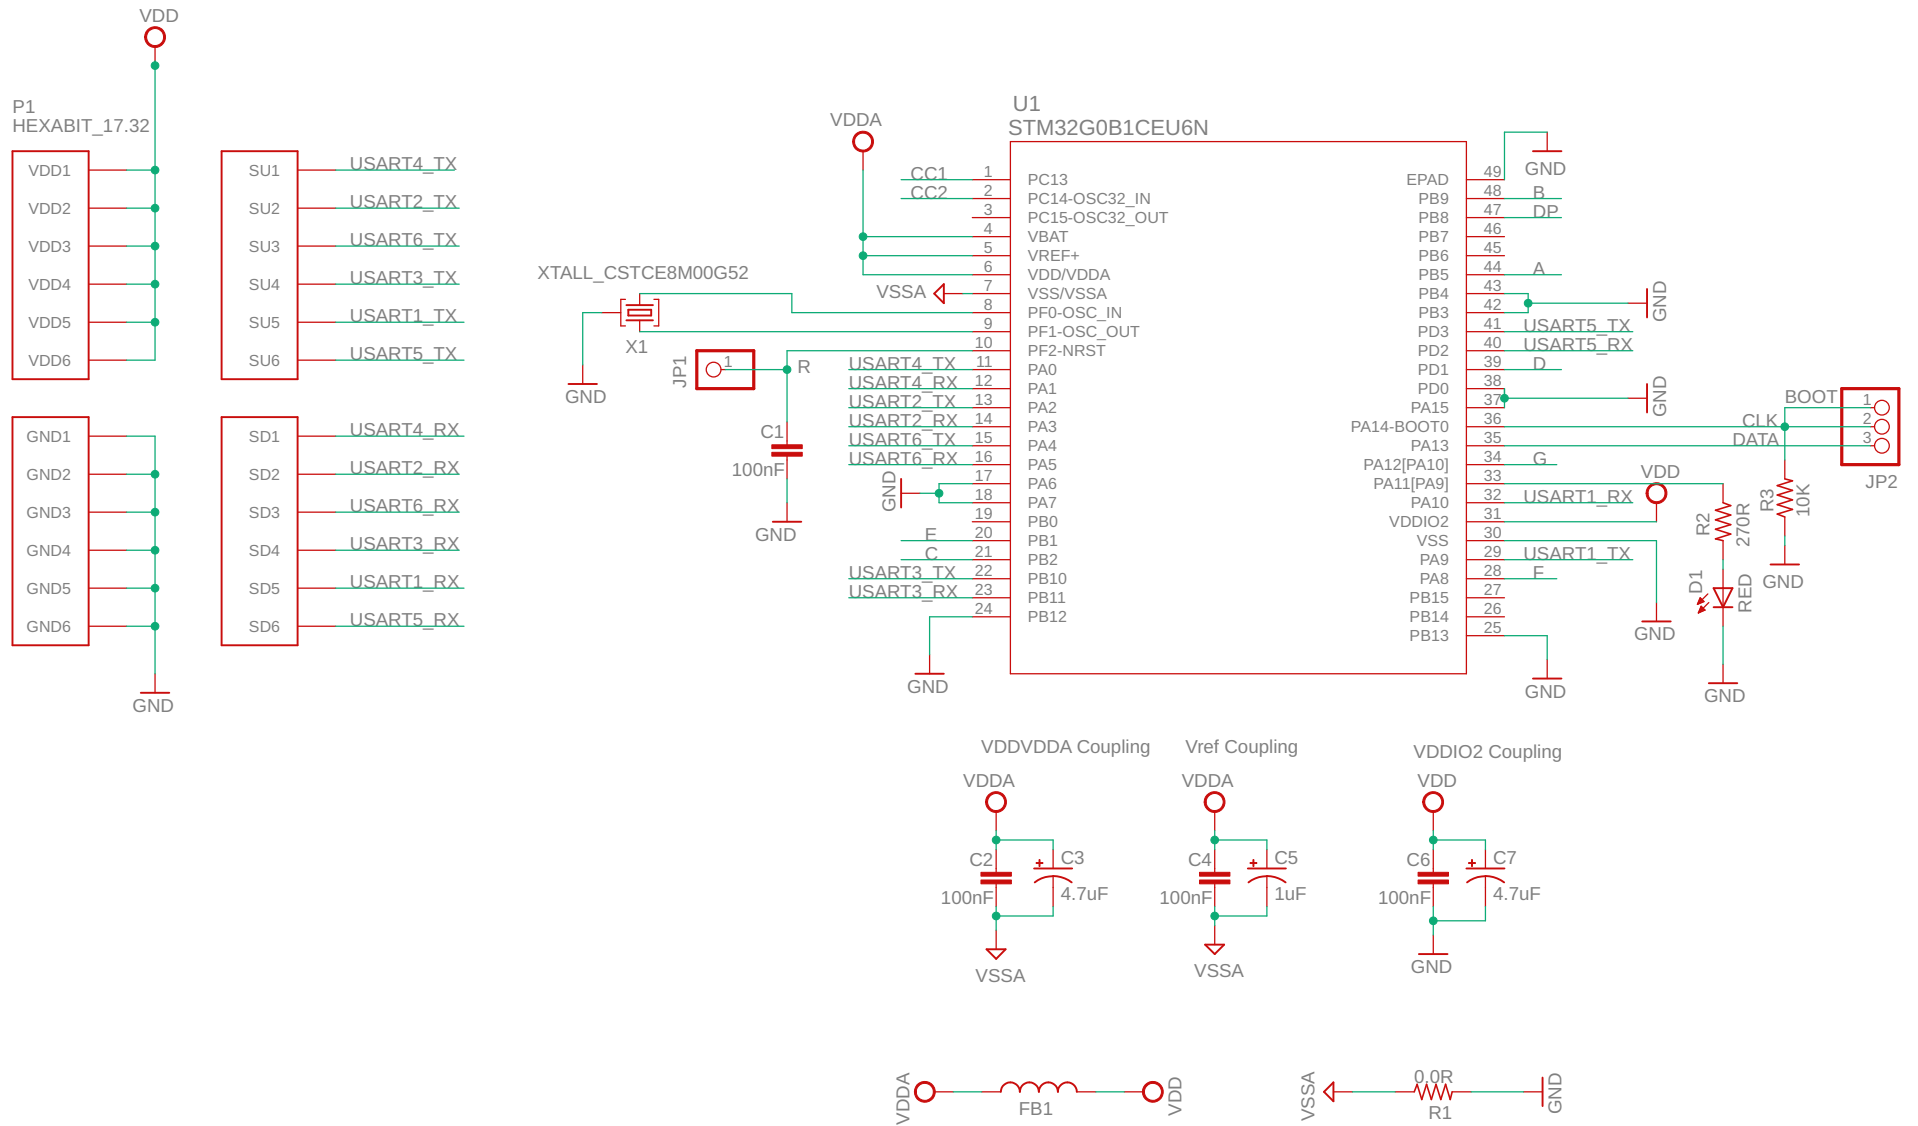 VDD
P1
HEXABIT_17.32
VDD1
VDD2
VDD3
VDD4
VDD5
VDD6
SU1 USART4_TX
SU2 USART2_TX
SU3 USART6_TX
SU4 USART3_TX
SU5 USART1_TX
SU6 USART5_TX
GND1
GND2
GND3
GND4
GND5
GND6
GND
SD1 USART4_RX
SD2 USART2_RX
SD3 USART6_RX
SD4 USART3_RX
SD5 USART1_RX
SD6 USART5_RX
XTALL_CSTCE8M00G52
X1
GND
JP1
1
R
C1
100nF
GND
VDDA
VSSA
U1
STM32G0B1CEU6N
CC1 1 PC13
CC2 2 PC14-OSC32_IN
3 PC15-OSC32_OUT
4 VBAT
5 VREF+
6 VDD/VDDA
7 VSS/VSSA
8 PF0-OSC_IN
9 PF1-OSC_OUT
10 PF2-NRST
USART4_TX 11 PA0
USART4_RX 12 PA1
USART2_TX 13 PA2
USART2_RX 14 PA3
USART6_TX 15 PA4
USART6_RX 16 PA5
GND
17 PA6
18 PA7
19 PB0
E 20 PB1
C 21 PB2
USART3_TX 22 PB10
USART3_RX 23 PB11
24 PB12
GND
EPAD 49
GND
PB9 48 B
PB8 47 DP
PB7 46
PB6 45
PB5 44 A
PB4 43
PB3 42
GND
PD3 41 USART5_TX
PD2 40 USART5_RX
PD1 39 D
PD0 38
PA15 37
GND
PA14-BOOT0 36 CLK
PA13 35 DATA
PA12[PA10] 34 G
PA11[PA9] 33
PA10 32 USART1_RX
VDDIO2 31
VDD
VSS 30
PA9 29 USART1_TX
PA8 28 F
PB15 27
PB14 26
PB13 25
GND
GND
BOOT
1
2
3
JP2
R3
10K
GND
R2
270R
D1
RED
GND
VDDVDDA Coupling
VDDA
C2
100nF
C3
4.7uF
VSSA
Vref Coupling
VDDA
C4
100nF
C5
1uF
VSSA
VDDIO2 Coupling
VDD
C6
100nF
C7
4.7uF
GND
VDDA
FB1
VDD
VSSA
0.0R
R1
GND